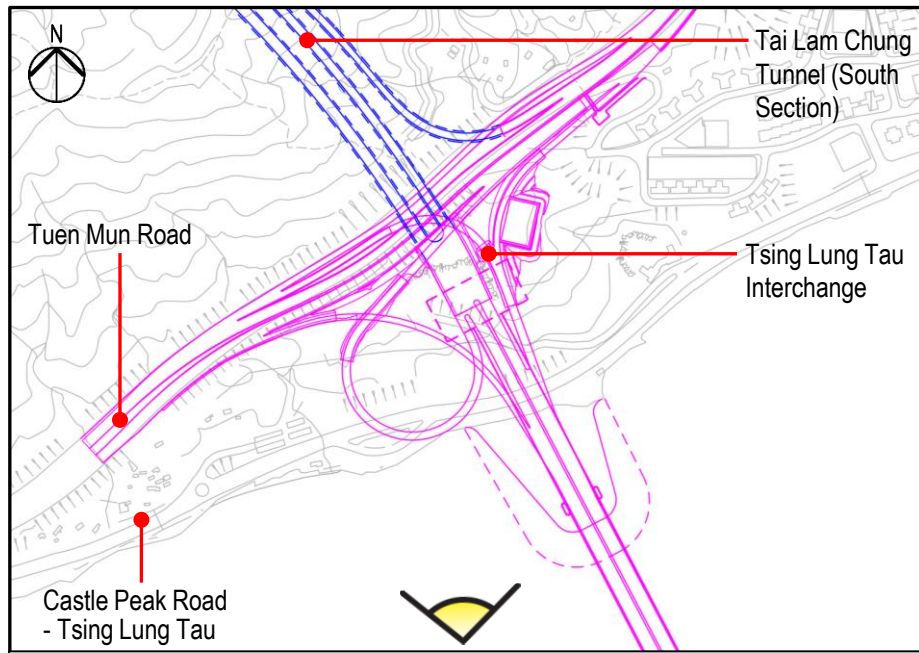 N
Tai Lam Chung
Tunnel (South
Section)
Tuen Mun Road
Tsing Lung Tau
Interchange
Castle Peak Road
- Tsing Lung Tau